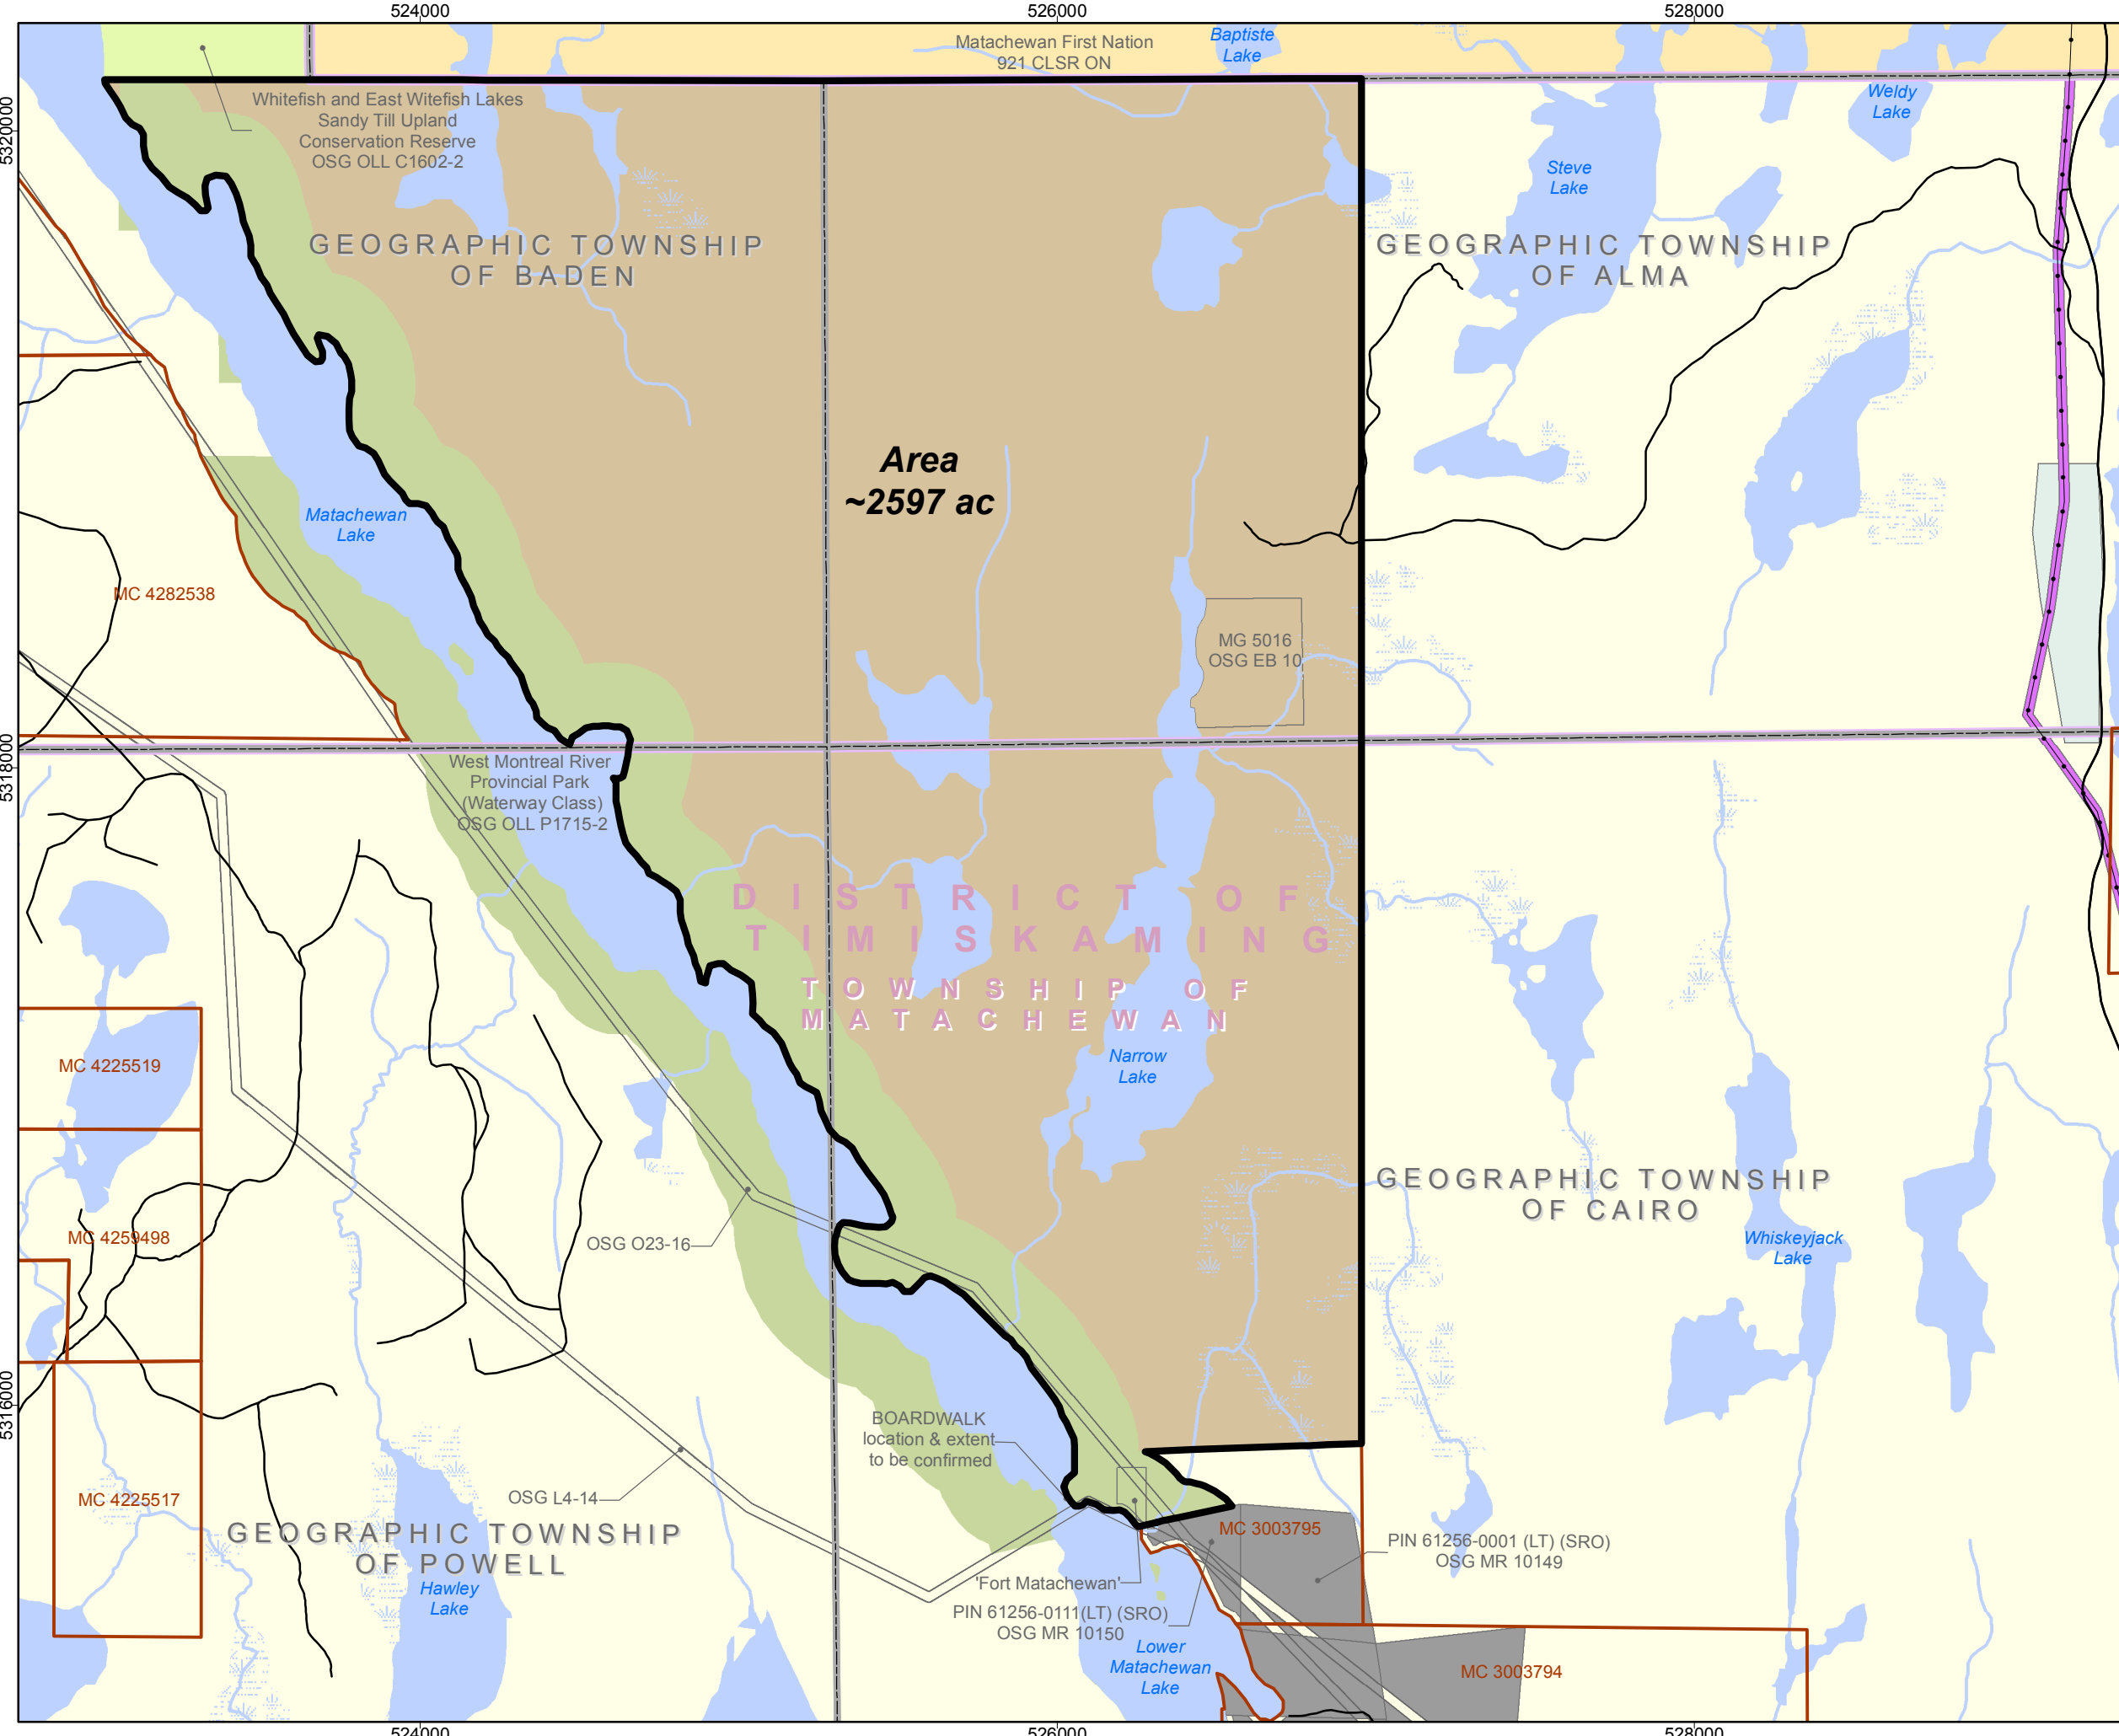 524000
526000
528000
Matachewan First Nation
921 CLSR ON
Baptiste
Lake
Weldy
Lake
5320000
Whitefish and East Witefish Lakes
Sandy Till Upland
Conservation Reserve
OSG OLL C1602-2
Steve
Lake
GEOGRAPHIC TOWNSHIP
OF BADEN
GEOGRAPHIC TOWNSHIP
OF ALMA
Area
~2597 ac
Matachewan
Lake
MC 4282538
MG 5016
OSG EB 10
5318000
West Montreal River
Provincial Park
(Waterway Class)
OSG OLL P1715-2
DISTRICT OF
TIMISKAMING
TOWNSHIP OF
MATACHEWAN
Narrow
Lake
MC 4225519
GEOGRAPHIC TOWNSHIP
OF CAIRO
MC 4259498
OSG O23-16
Whiskeyjack
Lake
5316000
BOARDWALK
location & extent
to be confirmed
MC 4225517
OSG L4-14
GEOGRAPHIC TOWNSHIP
OF POWELL
Hawley
Lake
MC 3003795
PIN 61256-0001 (LT) (SRO)
OSG MR 10149
'Fort Matachewan'
PIN 61256-0111(LT) (SRO)
OSG MR 10150
Lower
Matachewan
Lake
MC 3003794
524000
526000
528000